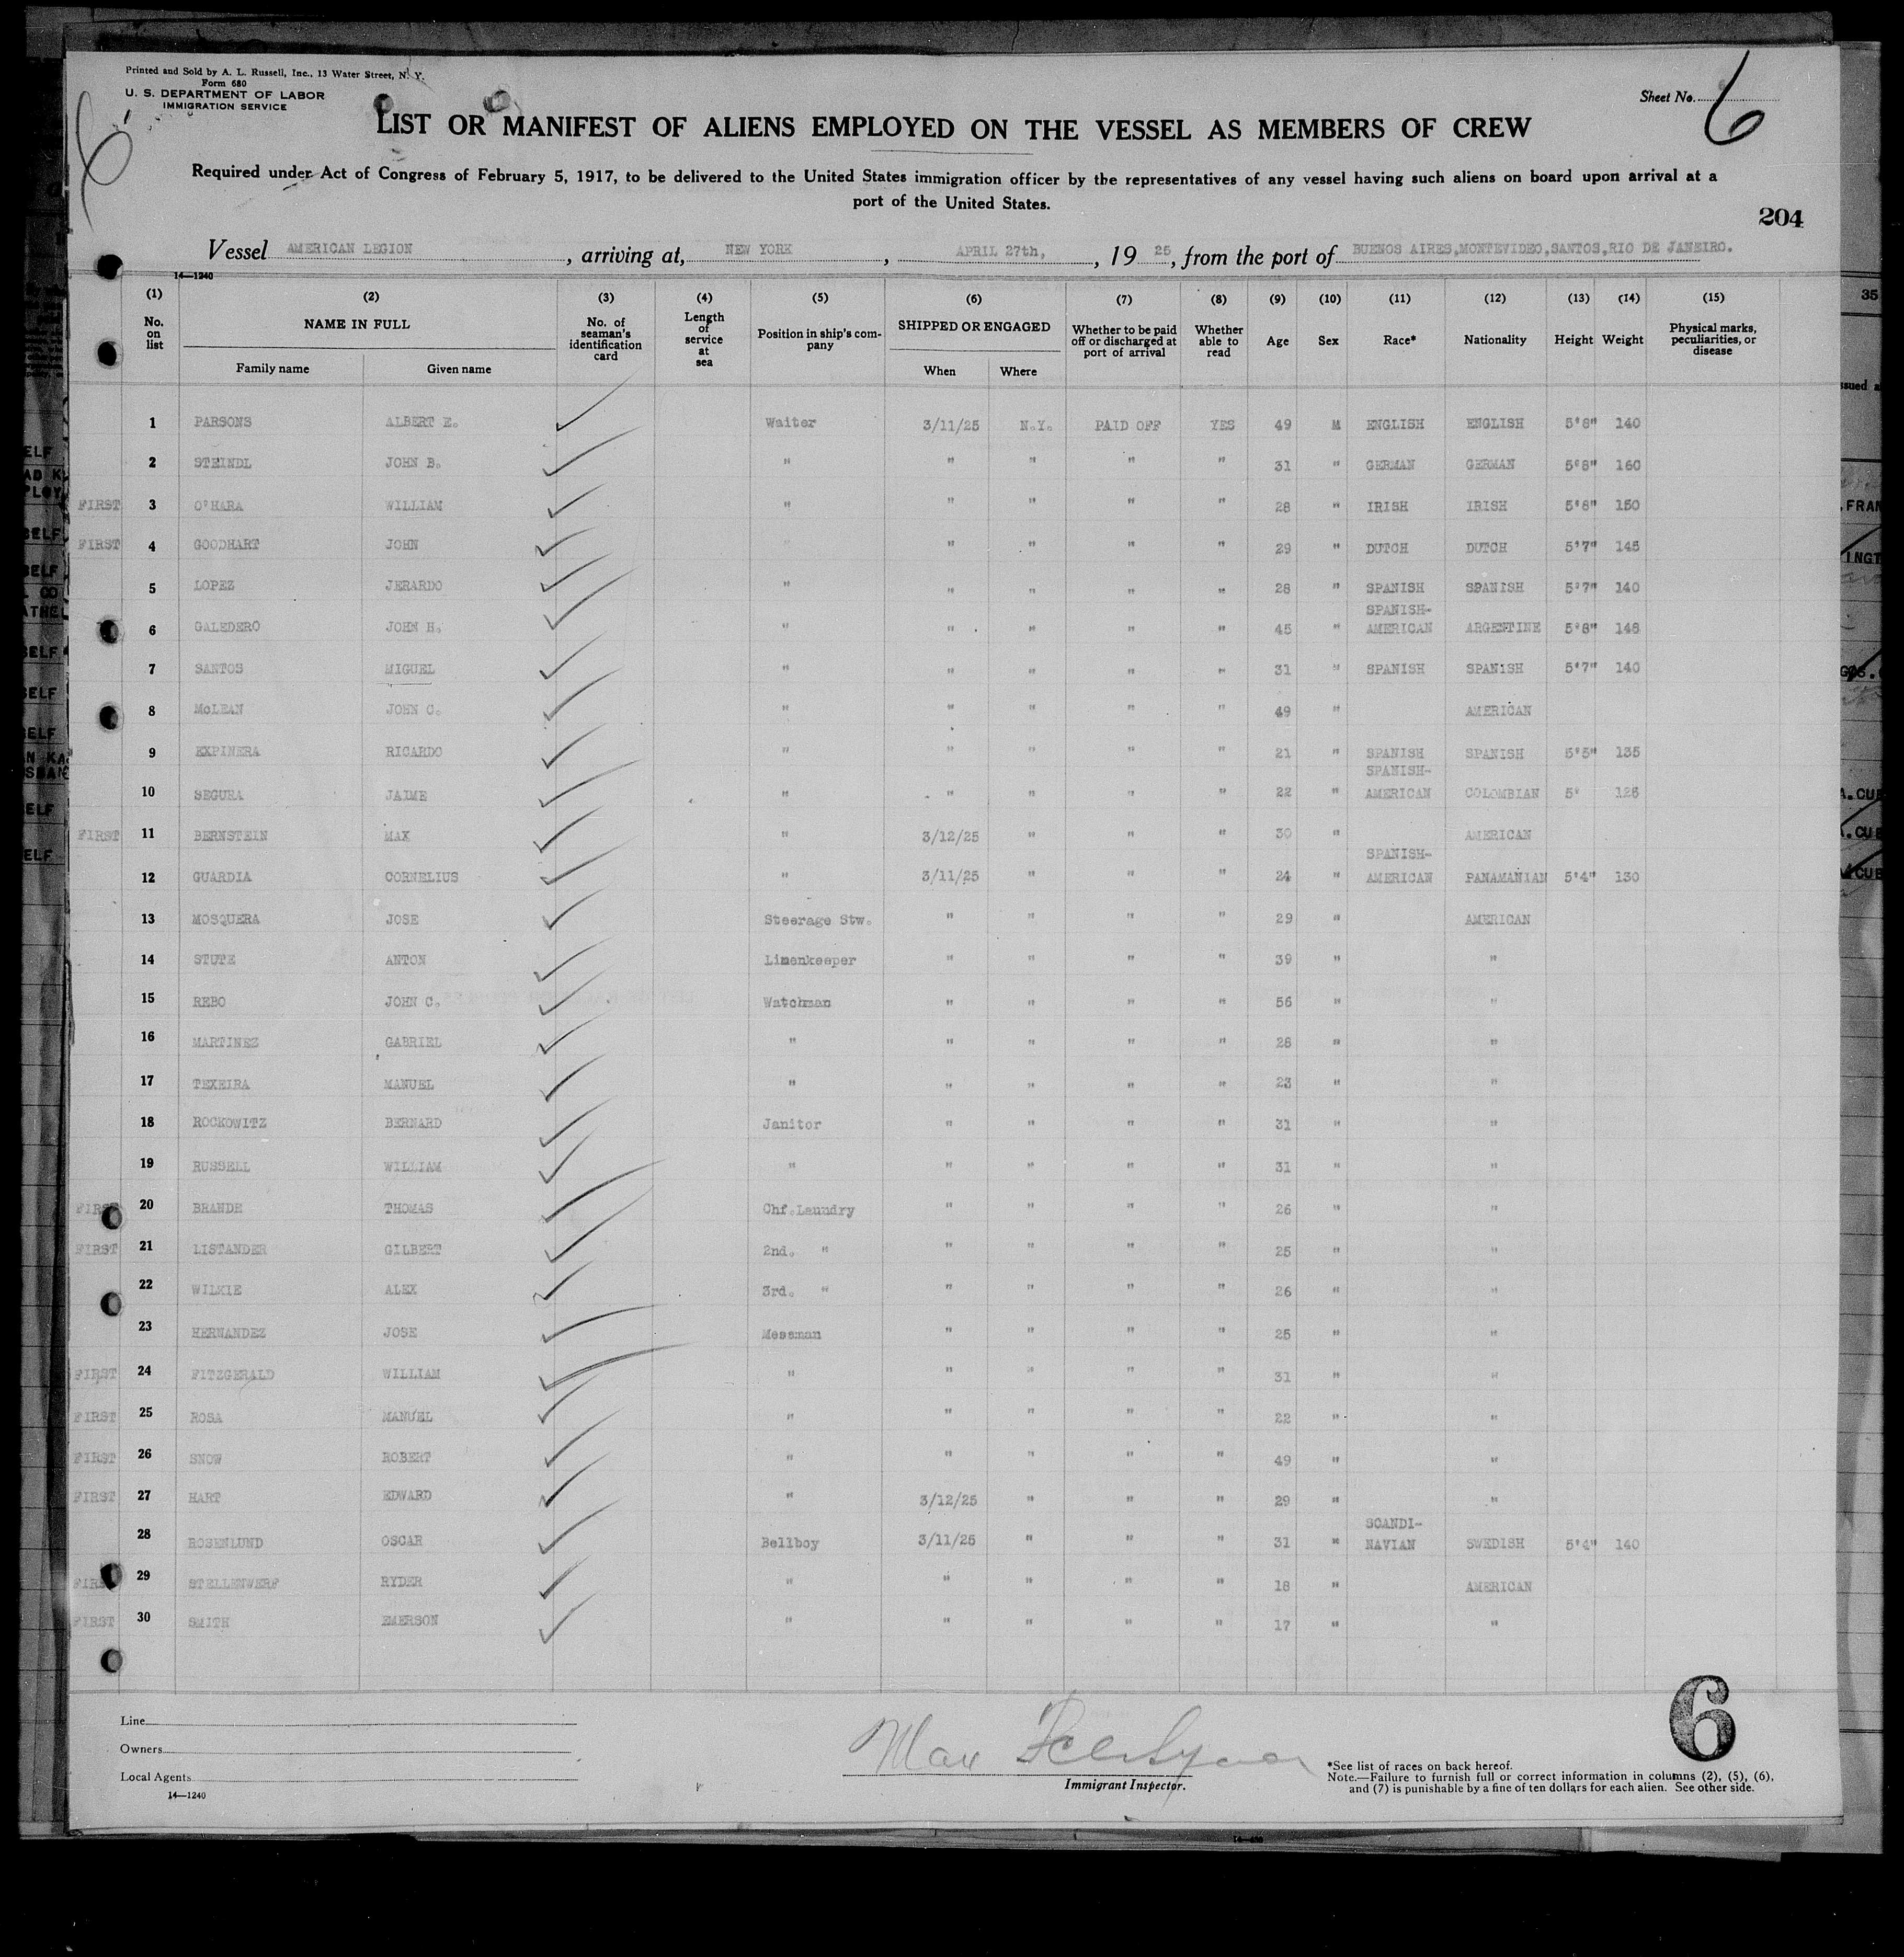 Printed and Sold by A. L. Russell, Inc., 13 Water Street, N. Y.
Form 680
U. S. DEPARTMENT OF LABOR
IMMIGRATION SERVICE
Sheet No. 6
LIST OR MANIFEST OF ALIENS EMPLOYED ON THE VESSEL AS MEMBERS OF CREW
Required under Act of Congress of February 5, 1917, to be delivered to the United States immigration officer by the representatives of any vessel having such aliens on board upon arrival at a
port of the United States.
204
Vessel AMERICAN LEGION, arriving at, NEW YORK, APRIL 27th, 1925, from the port of BUENOS AIRES,MONTEVIDEO,SANTOS,RIO DE JANEIRO.
14—1240
(1) (2) (3) (4) (5) (6) (7) (8) (9) (10) (11) (12) (13) (14) (15)
No. on list NAME IN FULL Family name Given name No. of seaman's identification card Length of service at sea Position in ship's company SHIPPED OR ENGAGED When Where Whether to be paid off or discharged at port of arrival Whether able to read Age Sex Race* Nationality Height Weight Physical marks, peculiarities, or disease
1 PARSONS ALBERT E. Waiter 3/11/25 N.Y. PAID OFF YES 49 M ENGLISH ENGLISH 5'8" 140
2 STEINDL JOHN B. " " " " " 31 " GERMAN GERMAN 5'8" 160
FIRST 3 O'HARA WILLIAM " " " " " 28 " IRISH IRISH 5'8" 150
FIRST 4 GOODHART JOHN " " " " " 29 " DUTCH DUTCH 5'7" 145
5 LOPEZ JERARDO " " " " " 28 " SPANISH SPANISH 5'7" 140
6 GALEDERO JOHN H. " " " " " 45 " SPANISH-AMERICAN ARGENTINE 5'8" 148
7 SANTOS MIGUEL " " " " " 31 " SPANISH SPANISH 5'7" 140
8 McLEAN JOHN C. " " " " " 49 " AMERICAN
9 EXPINERA RICARDO " " " " " 21 " SPANISH SPANISH 5'5" 135
10 SEGURA JAIME " " " " " 22 " SPANISH-AMERICAN COLOMBIAN 5' 126
FIRST 11 BERNSTEIN MAX " 3/12/25 " " " 30 " AMERICAN
12 GUARDIA CORNELIUS " 3/11/25 " " " 24 " SPANISH-AMERICAN PANAMANIAN 5'4" 130
13 MOSQUERA JOSE Steerage Stw. " " " " 29 " AMERICAN
14 STUTE ANTON Linenkeeper " " " " 39 " "
15 REBO JOHN C. Watchman " " " " 56 " "
16 MARTINEZ GABRIEL " " " " " 28 " "
17 TEXEIRA MANUEL " " " " " 23 " "
18 ROCKOWITZ BERNARD Janitor " " " " 31 " "
19 RUSSELL WILLIAM " " " " " 31 " "
FIRST 20 BRANDE THOMAS Chf.Laundry " " " " 26 " "
FIRST 21 LISTANDER GILBERT 2nd. " " " " " 25 " "
22 WILKIE ALEX 3rd. " " " " " 26 " "
23 HERNANDEZ JOSE Messman " " " " 25 " "
FIRST 24 FITZGERALD WILLIAM " " " " " 31 " "
FIRST 25 ROSA MANUEL " " " " " 22 " "
FIRST 26 SNOW ROBERT " " " " " 49 " "
FIRST 27 HART EDWARD " 3/12/25 " " " 29 " "
28 ROSENLUND OSCAR Bellboy 3/11/25 " " " 31 " SCANDI-NAVIAN SWEDISH 5'4" 140
FIRST 29 STELLENWERF RYDER " " " " " 18 " AMERICAN
FIRST 30 SMITH EMERSON " " " " " 17 " "
Line
Owners
Local Agents
14—1240
Max
Immigrant Inspector.
6
*See list of races on back hereof.
Note.—Failure to furnish full or correct information in columns (2), (5), (6),
and (7) is punishable by a fine of ten dollars for each alien. See other side.